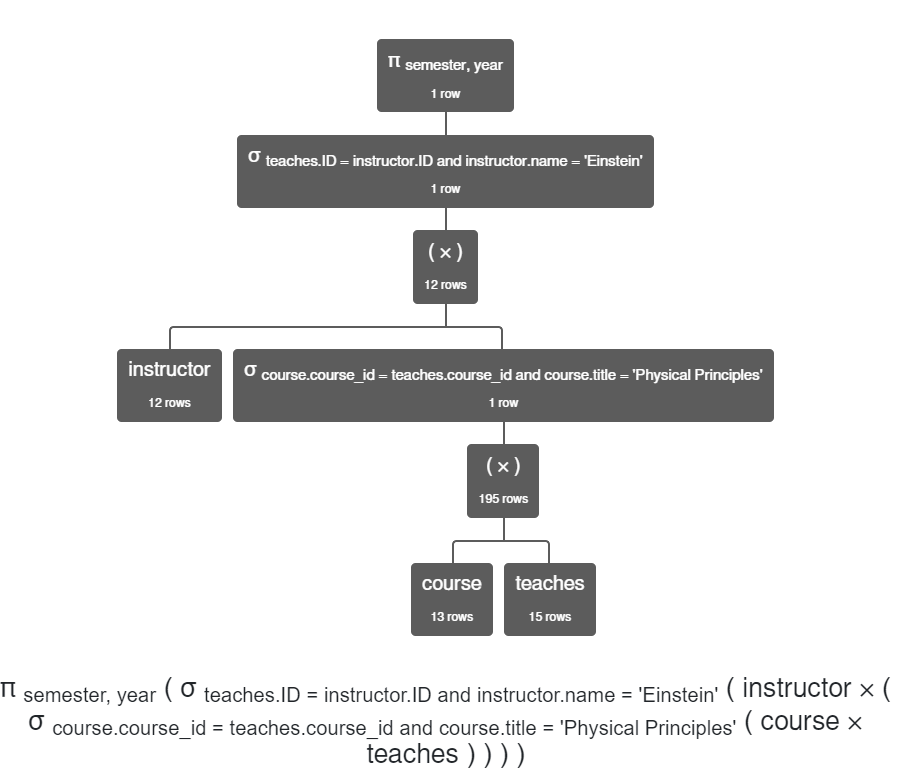 π semester, year
1 row
σ teaches.ID = instructor.ID and instructor.name = 'Einstein'
1 row
( × )
12 rows
instructor
12 rows
σ course.course_id = teaches.course_id and course.title = 'Physical Principles'
1 row
( × )
195 rows
course
13 rows
teaches
15 rows
π semester, year ( σ teaches.ID = instructor.ID and instructor.name = 'Einstein' ( instructor × (
σ course.course_id = teaches.course_id and course.title = 'Physical Principles' ( course ×
teaches ) ) ) )